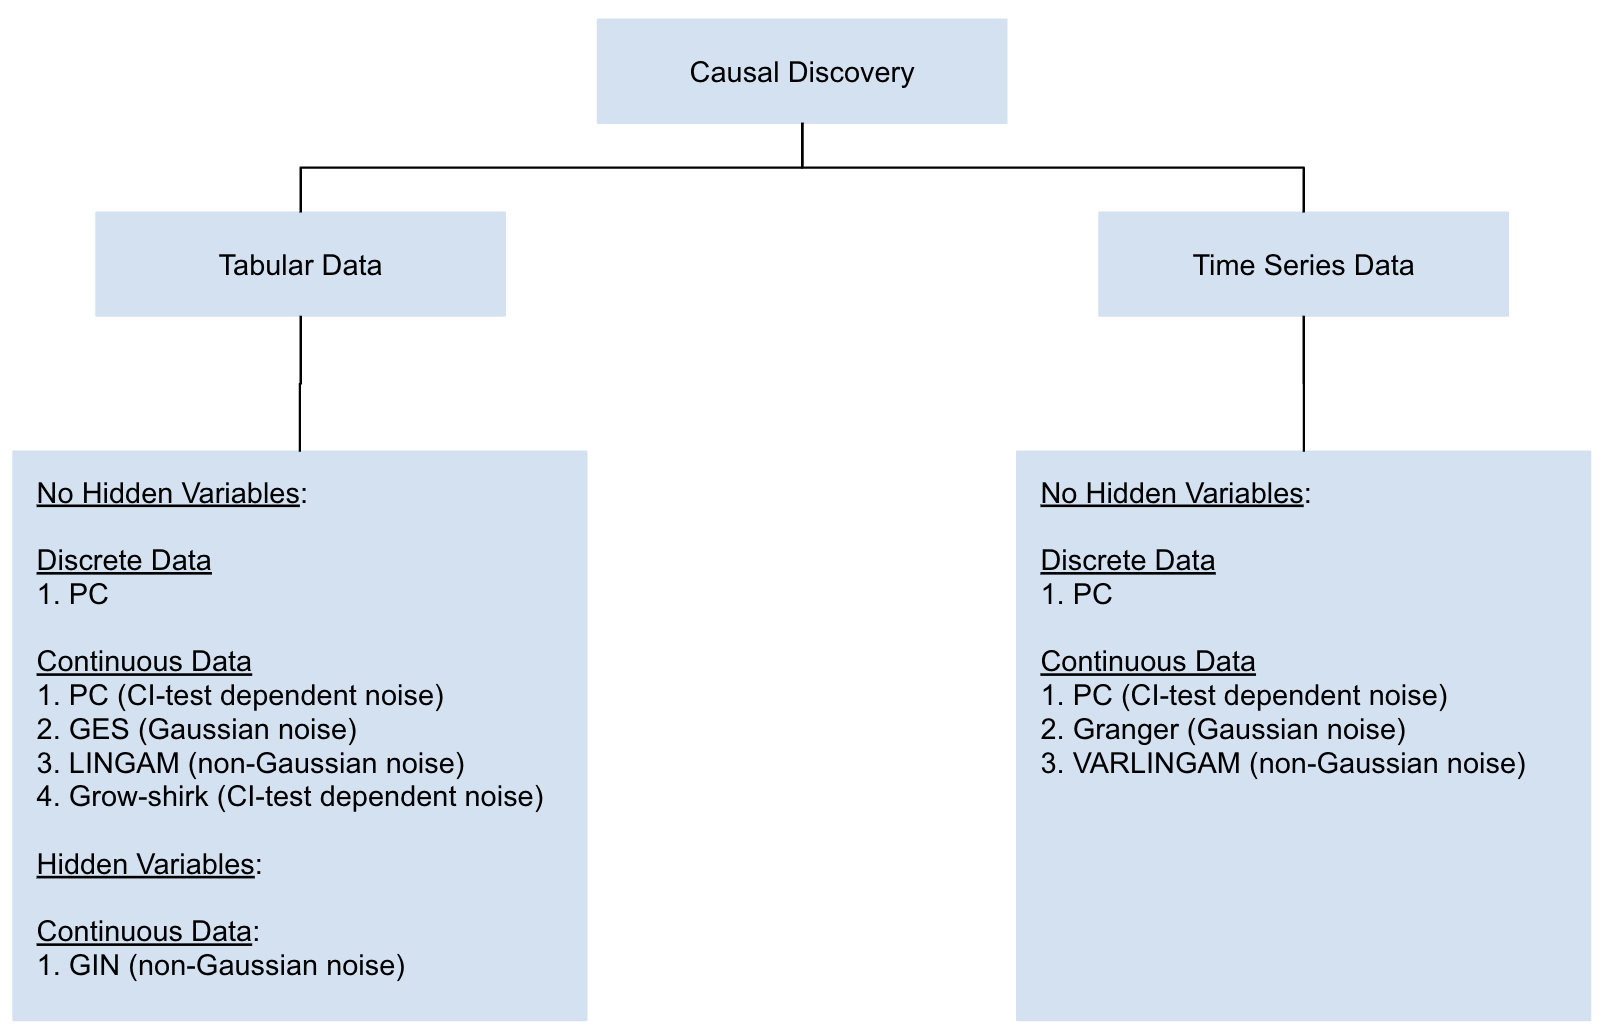 Causal Discovery
Tabular Data
Time Series Data
No Hidden Variables:
Discrete Data
1. PC
Continuous Data
1. PC (CI-test dependent noise)
2. GES (Gaussian noise)
3. LINGAM (non-Gaussian noise)
4. Grow-shirk (CI-test dependent noise)
Hidden Variables:
Continuous Data:
1. GIN (non-Gaussian noise)
No Hidden Variables:
Discrete Data
1. PC
Continuous Data
1. PC (CI-test dependent noise)
2. Granger (Gaussian noise)
3. VARLINGAM (non-Gaussian noise)